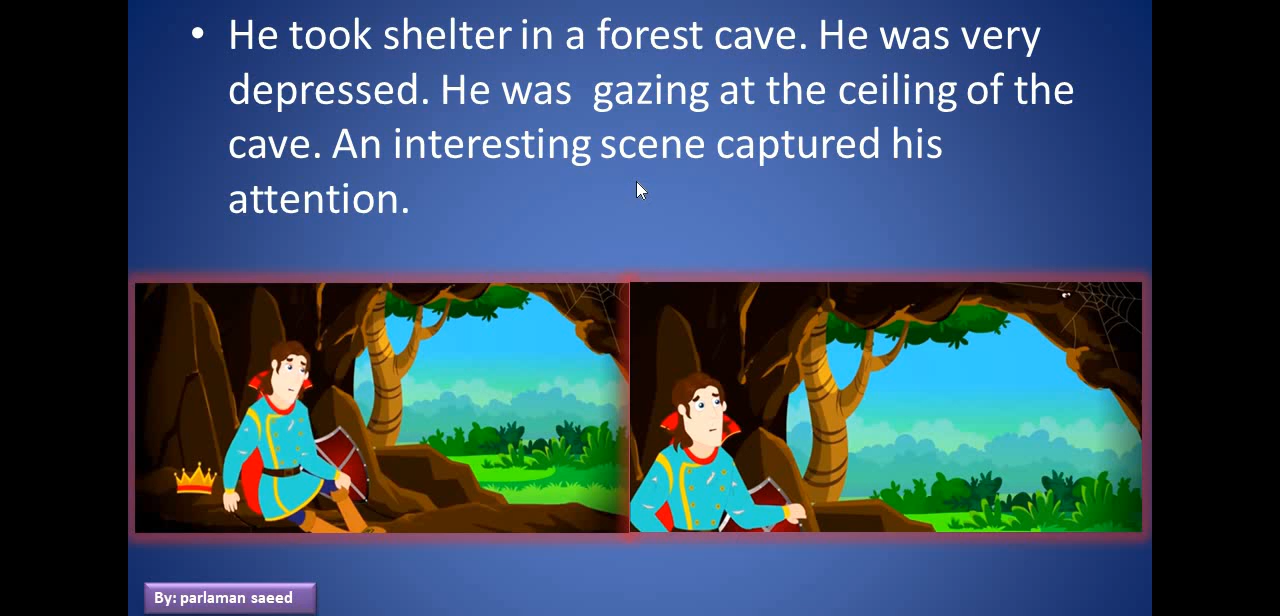 • He took shelter in a forest cave. He was very
depressed. He was  gazing at the ceiling of the
cave. An interesting scene captured his
attention.
By: parlaman saeed